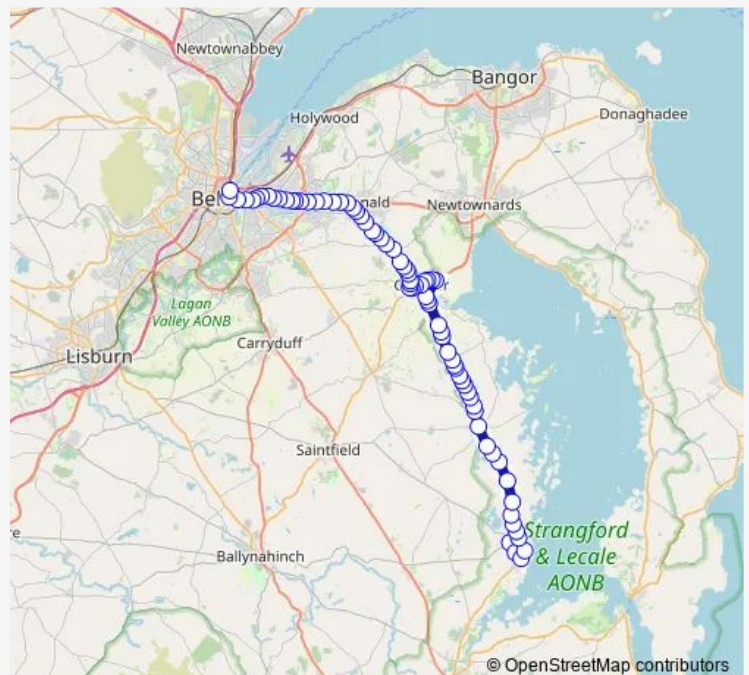 Newtownabbey
Bangor
Holywood
Donaghadee
Bel
nald
Newtownards
Lagan
Valley AONB
Lisburn
Carryduff
Saintfield
Strangford
& Lecale
AONB
Ballynahinch
re
© OpenStreetMap contributors